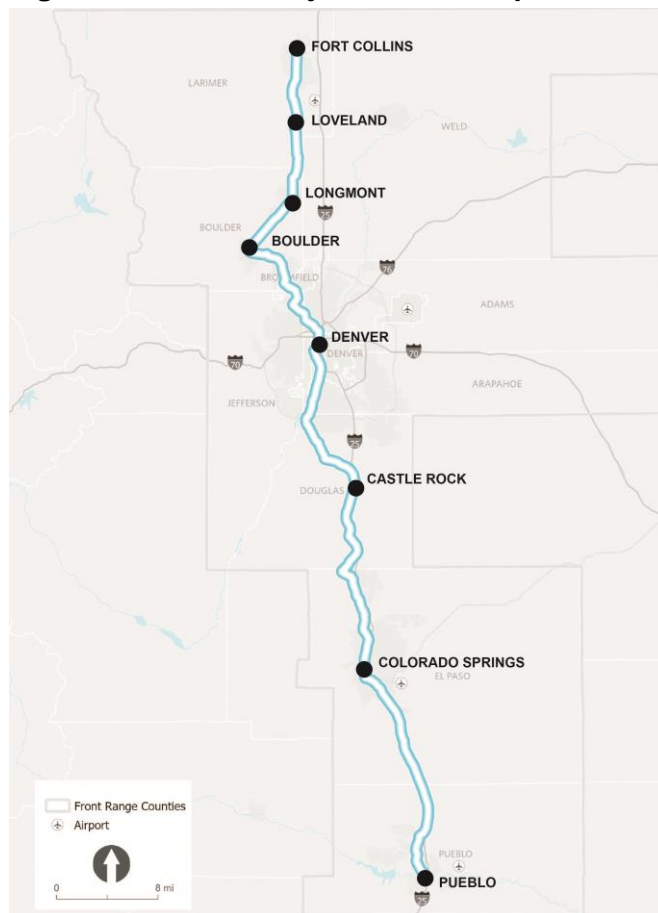 FORT COLLINS
LARIMER
LOVELAND
WELD
LONGMONT
25
BOULDER
BOULDER
BROOMFIELD
76
ADAMS
DENVER
DENVER
70
70
ARAPAHOE
JEFFERSON
25
CASTLE ROCK
DOUGLAS
COLORADO SPRINGS
EL PASO
Front Range Counties
Airport
0 8 mi
PUEBLO
PUEBLO
25